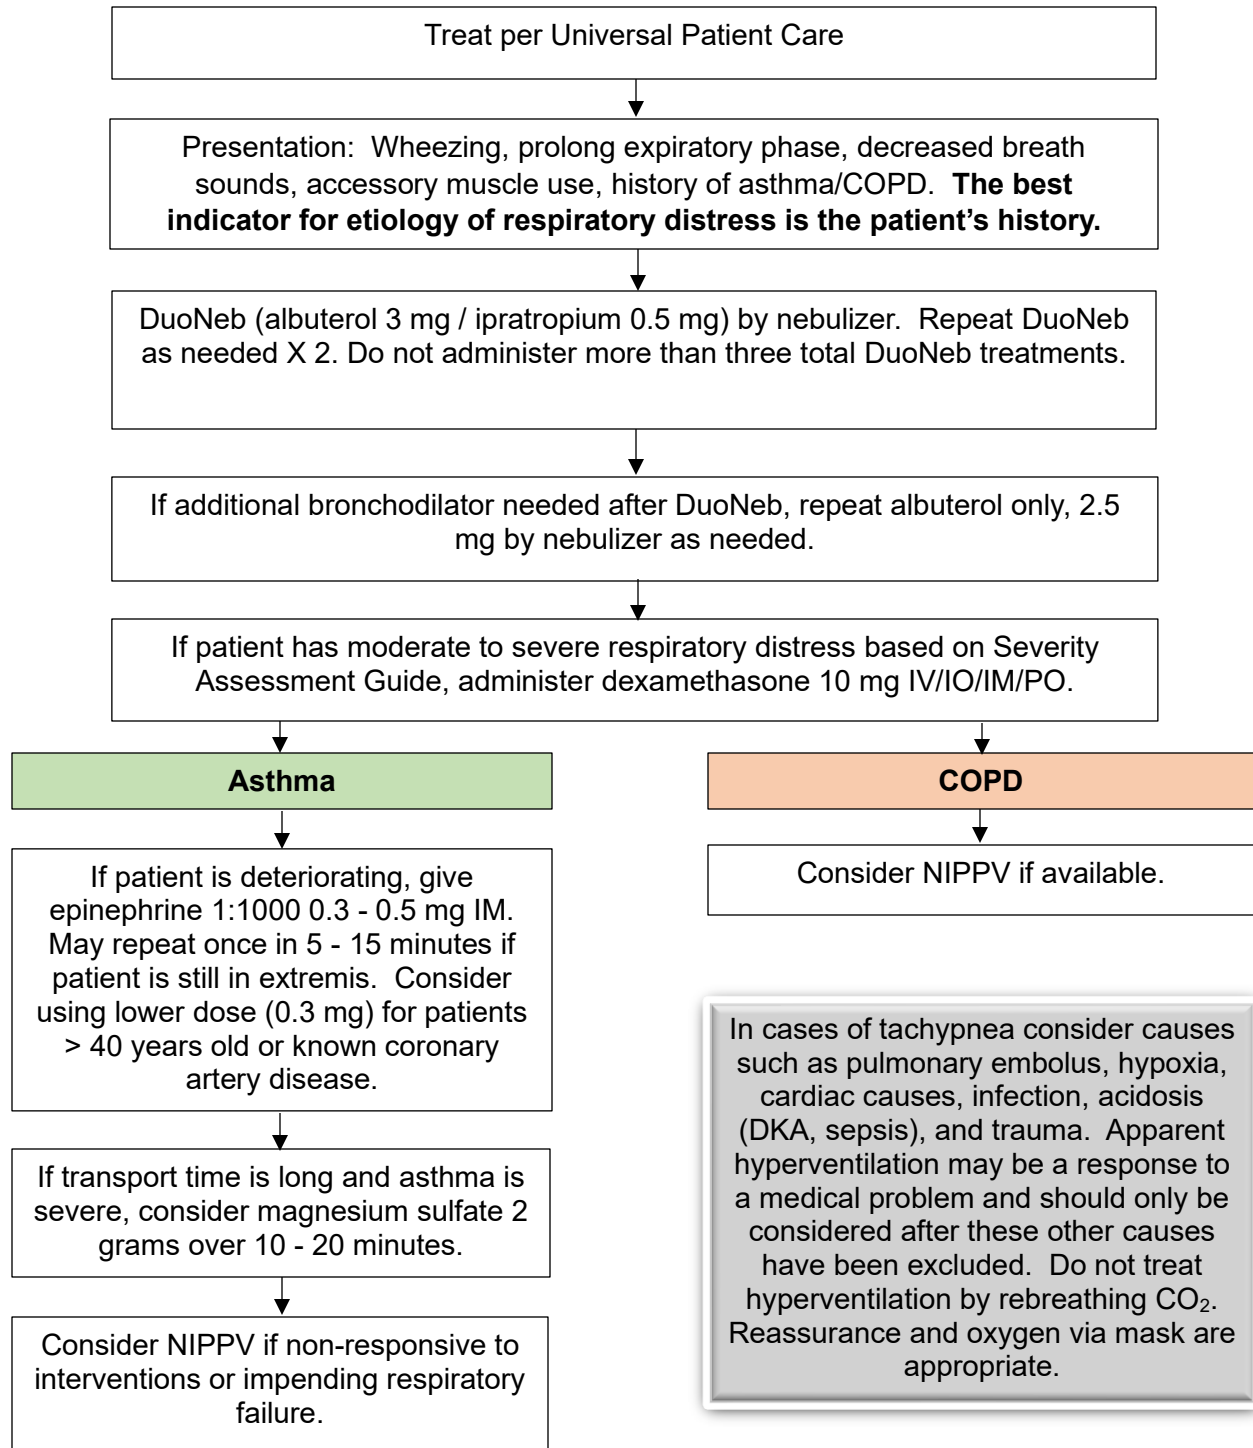 Treat per Universal Patient Care
Presentation:  Wheezing, prolong expiratory phase, decreased breath
sounds, accessory muscle use, history of asthma/COPD.  The best
indicator for etiology of respiratory distress is the patient’s history.
DuoNeb (albuterol 3 mg / ipratropium 0.5 mg) by nebulizer.  Repeat DuoNeb
as needed X 2. Do not administer more than three total DuoNeb treatments.
If additional bronchodilator needed after DuoNeb, repeat albuterol only, 2.5
mg by nebulizer as needed.
If patient has moderate to severe respiratory distress based on Severity
Assessment Guide, administer dexamethasone 10 mg IV/IO/IM/PO.
Asthma
If patient is deteriorating, give
epinephrine 1:1000 0.3 - 0.5 mg IM.
May repeat once in 5 - 15 minutes if
patient is still in extremis.  Consider
using lower dose (0.3 mg) for patients
> 40 years old or known coronary
artery disease.
If transport time is long and asthma is
severe, consider magnesium sulfate 2
grams over 10 - 20 minutes.
Consider NIPPV if non-responsive to
interventions or impending respiratory
failure.
COPD
Consider NIPPV if available.
In cases of tachypnea consider causes
such as pulmonary embolus, hypoxia,
cardiac causes, infection, acidosis
(DKA, sepsis), and trauma.  Apparent
hyperventilation may be a response to
a medical problem and should only be
considered after these other causes
have been excluded.  Do not treat
hyperventilation by rebreathing CO₂.
Reassurance and oxygen via mask are
appropriate.